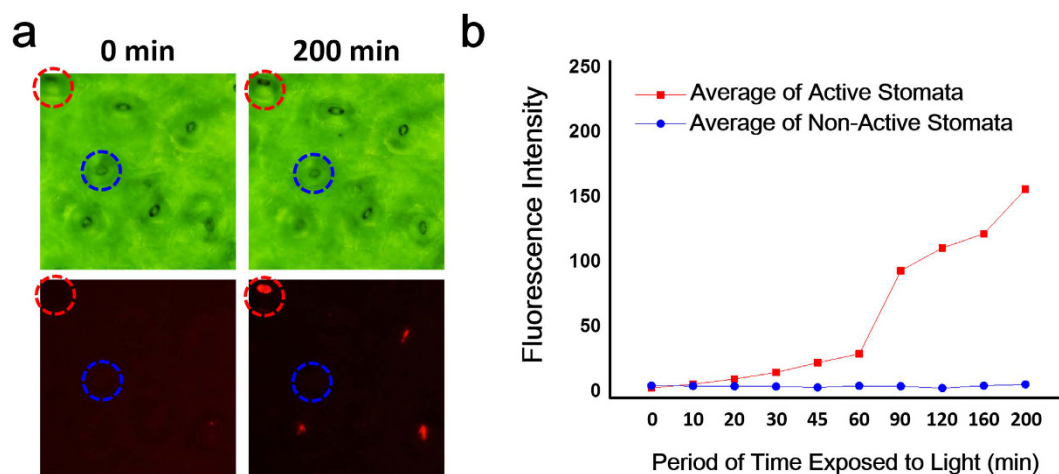 a
0 min 200 min
b
Fluorescence Intensity
250
200
150
100
50
0
Average of Active Stomata
Average of Non-Active Stomata
0 10 20 30 45 60 90 120 160 200
Period of Time Exposed to Light (min)